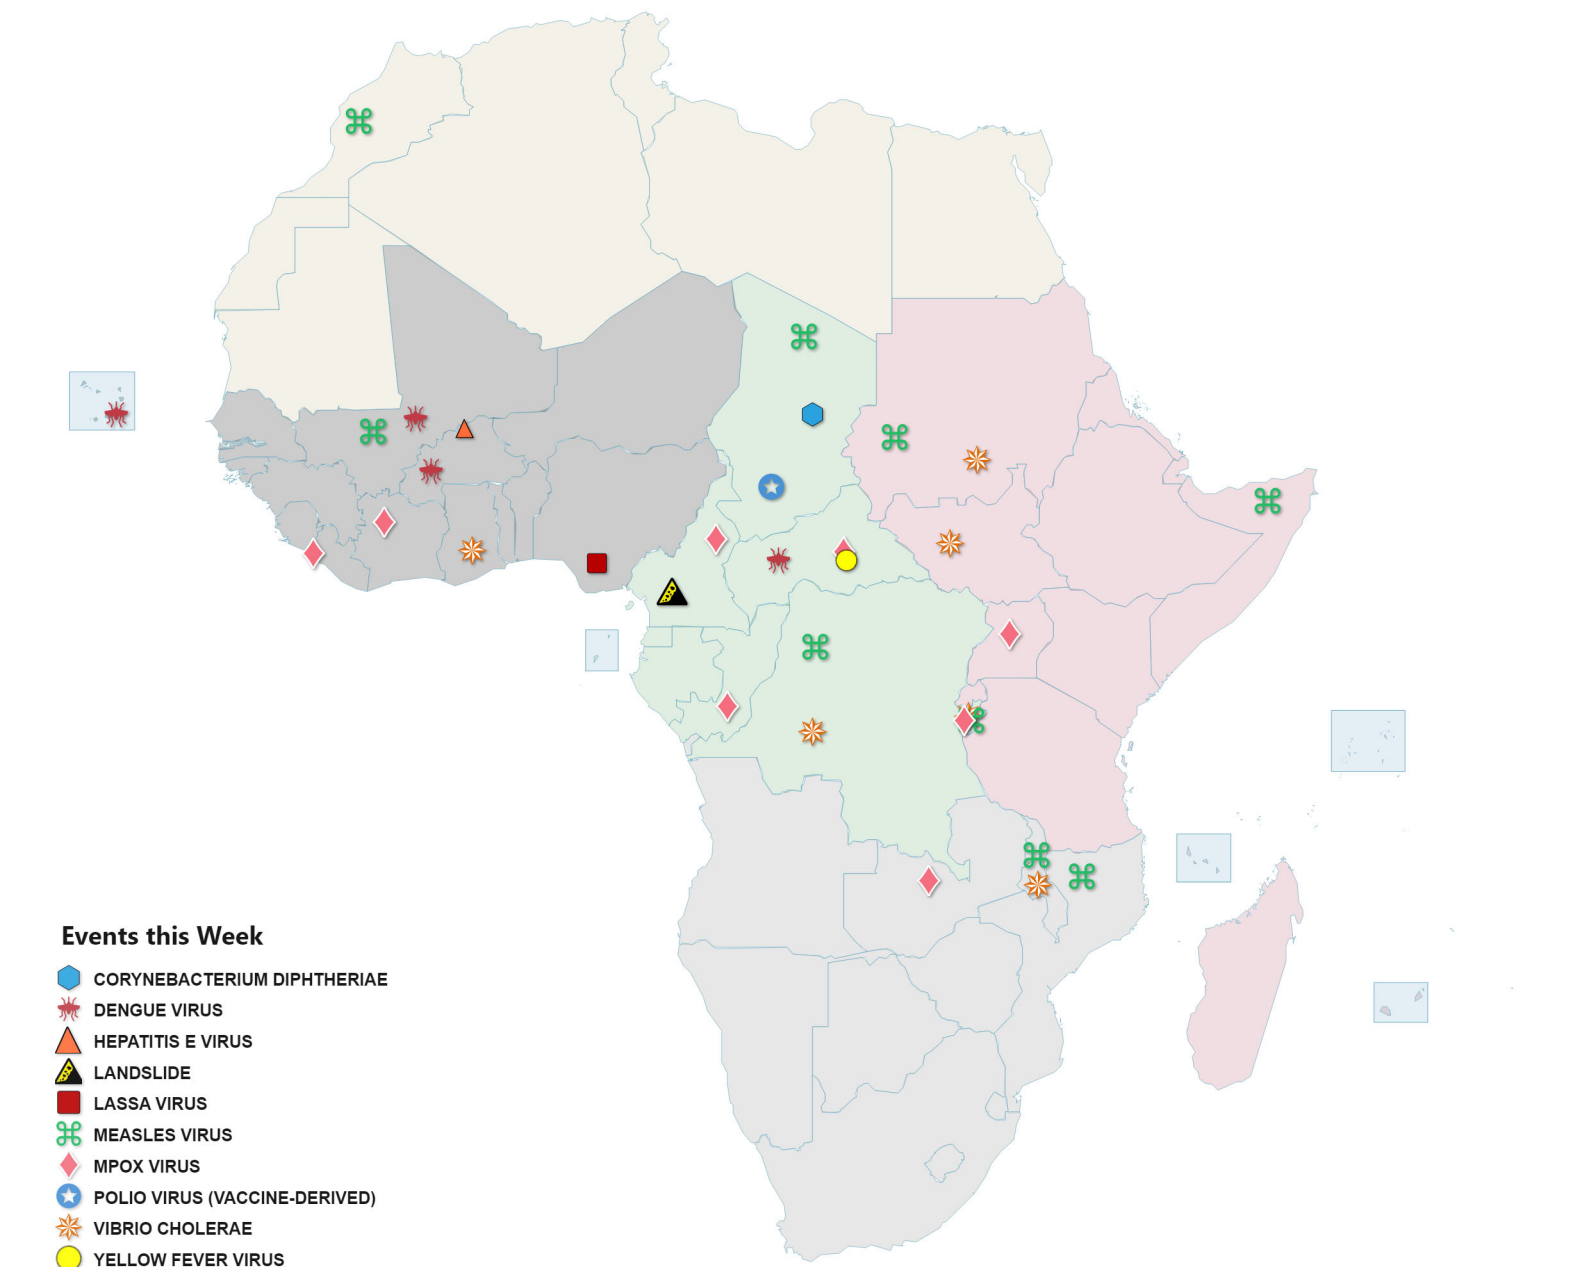 Events this Week
CORYNEBACTERIUM DIPHTHERIAE
DENGUE VIRUS
HEPATITIS E VIRUS
LANDSLIDE
LASSA VIRUS
MEASLES VIRUS
MPOX VIRUS
POLIO VIRUS (VACCINE-DERIVED)
VIBRIO CHOLERAE
YELLOW FEVER VIRUS